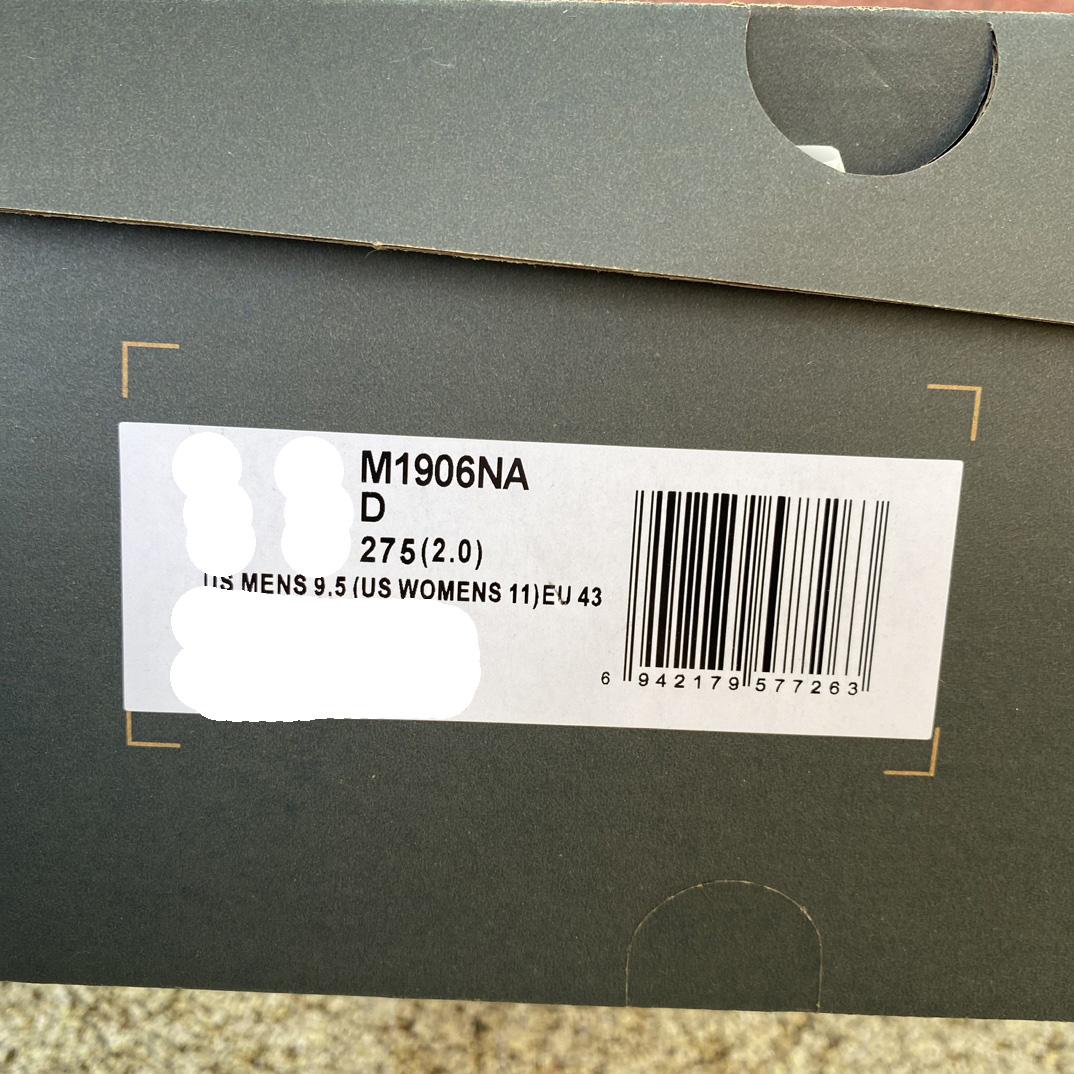 M1906NA
D
275(2.0)
US MENS 9.5 (US WOMENS 11)EU 43
6 942179 577263